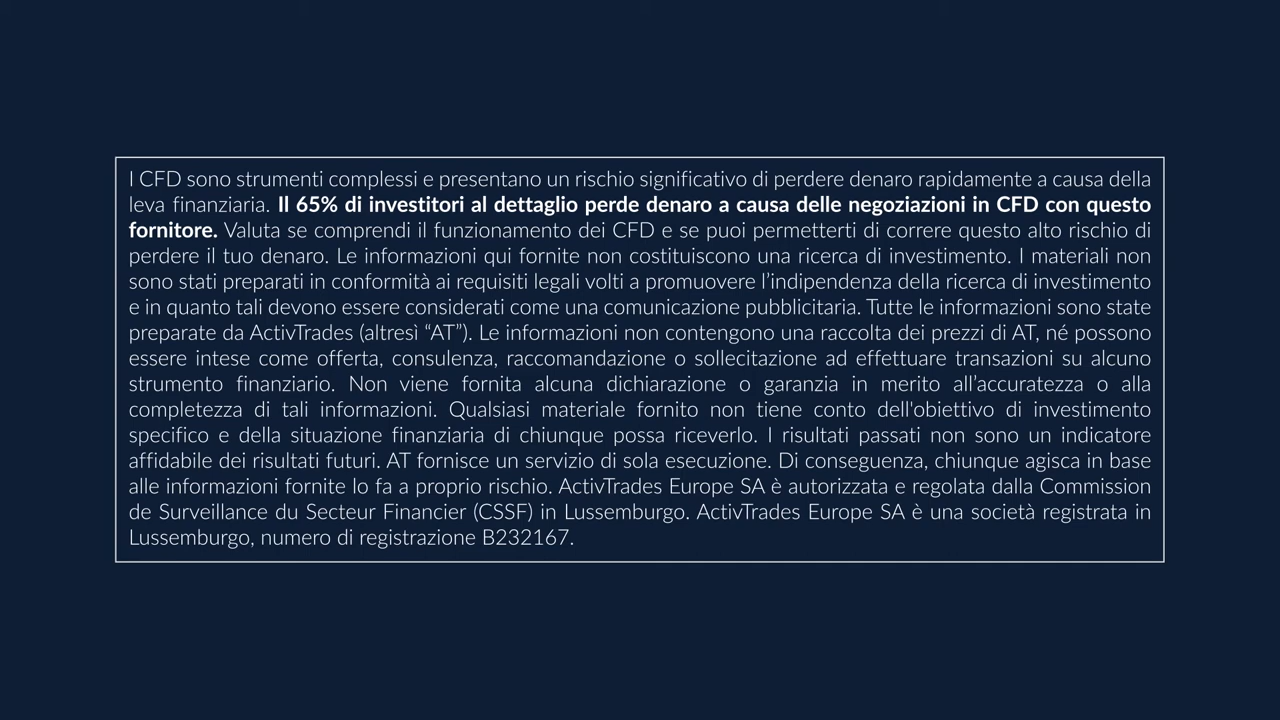 I CFD sono strumenti complessi e presentano un rischio significativo di perdere denaro rapidamente a causa della
leva finanziaria. Il 65% di investitori al dettaglio perde denaro a causa delle negoziazioni in CFD con questo
fornitore. Valuta se comprendi il funzionamento dei CFD e se puoi permetterti di correre questo alto rischio di
perdere il tuo denaro. Le informazioni qui fornite non costituiscono una ricerca di investimento. I materiali non
sono stati preparati in conformità ai requisiti legali volti a promuovere l’indipendenza della ricerca di investimento
e in quanto tali devono essere considerati come una comunicazione pubblicitaria. Tutte le informazioni sono state
preparate da ActivTrades (altresì “AT”). Le informazioni non contengono una raccolta dei prezzi di AT, né possono
essere intese come offerta, consulenza, raccomandazione o sollecitazione ad effettuare transazioni su alcuno
strumento finanziario. Non viene fornita alcuna dichiarazione o garanzia in merito all’accuratezza o alla
completezza di tali informazioni. Qualsiasi materiale fornito non tiene conto dell'obiettivo di investimento
specifico e della situazione finanziaria di chiunque possa riceverlo. I risultati passati non sono un indicatore
affidabile dei risultati futuri. AT fornisce un servizio di sola esecuzione. Di conseguenza, chiunque agisca in base
alle informazioni fornite lo fa a proprio rischio. ActivTrades Europe SA è autorizzata e regolata dalla Commission
de Surveillance du Secteur Financier (CSSF) in Lussemburgo. ActivTrades Europe SA è una società registrata in
Lussemburgo, numero di registrazione B232167.